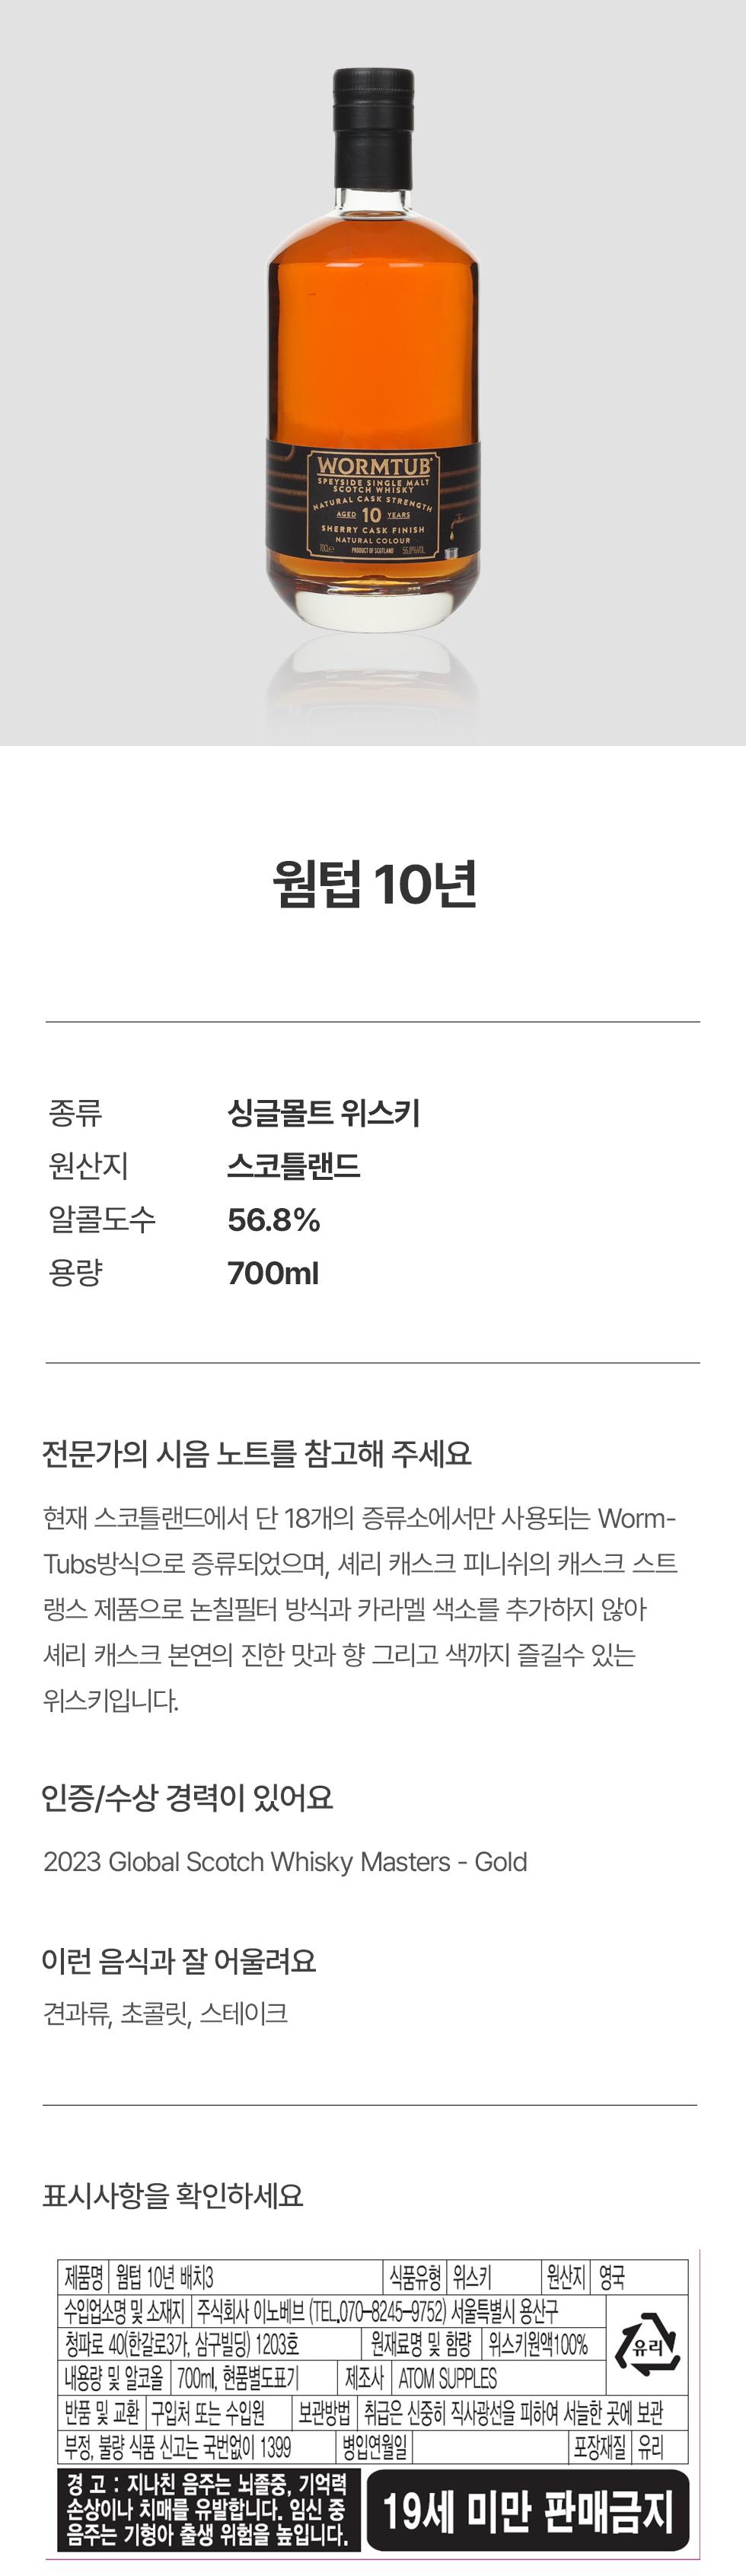 WORMTUB
SPEYSIDE SINGLE MALT
SCOTCH WHISKY
NATURAL CASK STRENGTH
AGED 10 YEARS
SHERRY CASK FINISH
NATURAL COLOUR
70cl e PRODUCT OF SCOTLAND 56.8%VOL.
웜텁 10년
종류 싱글몰트 위스키
원산지 스코틀랜드
알콜도수 56.8%
용량 700ml
전문가의 시음 노트를 참고해 주세요
현재 스코틀랜드에서 단 18개의 증류소에서만 사용되는 Worm-
Tubs방식으로 증류되었으며, 셰리 캐스크 피니쉬의 캐스크 스트
랭스 제품으로 논칠필터 방식과 카라멜 색소를 추가하지 않아
셰리 캐스크 본연의 진한 맛과 향 그리고 색까지 즐길수 있는
위스키입니다.
인증/수상 경력이 있어요
2023 Global Scotch Whisky Masters - Gold
이런 음식과 잘 어울려요
견과류, 초콜릿, 스테이크
표시사항을 확인하세요
제품명 웜텁 10년 배치3 식품유형 위스키 원산지 영국
수입업소명 및 소재지 주식회사 이노베브 (TEL.070-8245-9752) 서울특별시 용산구
청파로 40(한갈로3가, 삼구빌딩) 1203호 원재료명 및 함량 위스키원액100%
유리
내용량 및 알코올 700ml, 현품별도표기 제조사 ATOM SUPPLES
반품 및 교환 구입처 또는 수입원 보관방법 취급은 신중히 직사광선을 피하여 서늘한 곳에 보관
부정, 불량 식품 신고는 국번없이 1399 병입연월일 포장재질 유리
경 고 : 지나친 음주는 뇌졸중, 기억력
손상이나 치매를 유발합니다. 임신 중
음주는 기형아 출생 위험을 높입니다.
19세 미만 판매금지